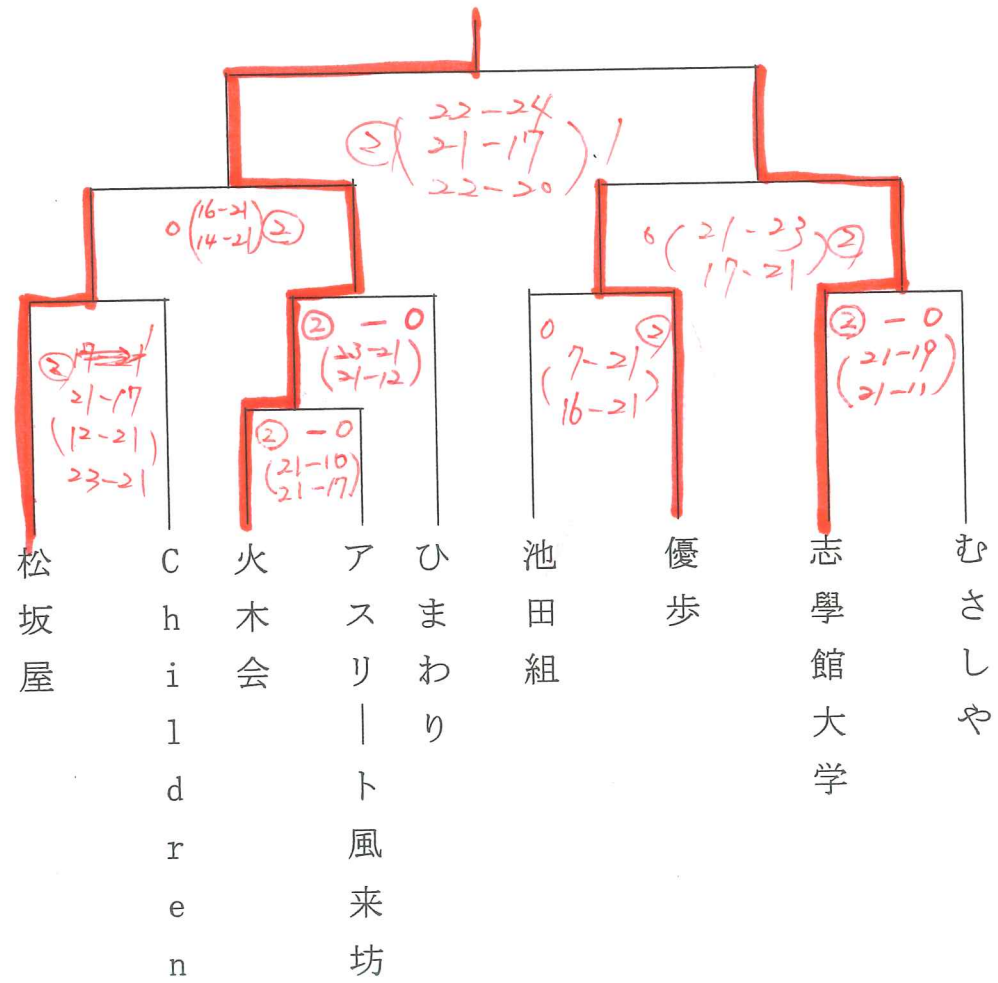 22-24
②(21-17)1
22-20
0(16-21)②
14-21
(21-23)②
17-21
②
21-17
(12-21)
23-21
②-0
(23-21)
21-12
②-0
(21-10)
21-17
0 ②
(7-21)
16-21
②-0
(21-19)
21-11
松坂屋
Children
火木会
アスリート風来坊
ひまわり
池田組
優歩
志學館大学
むさしや